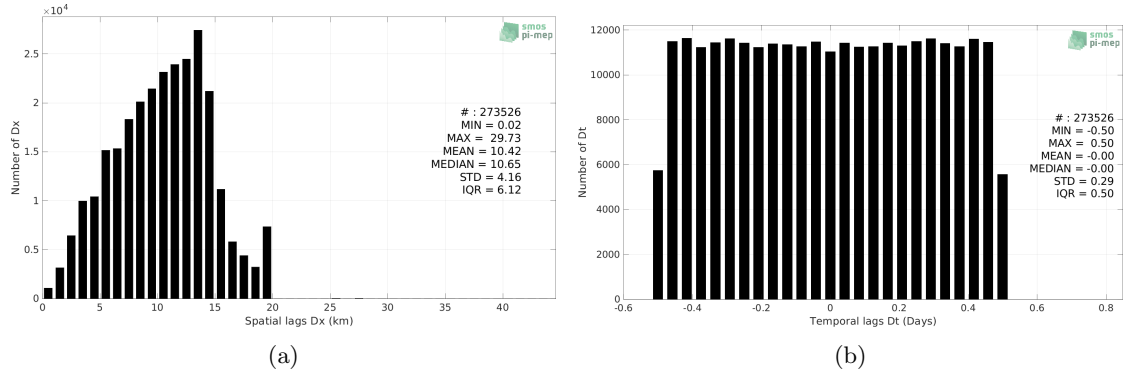 ×10⁴
2.5
2
1.5
1
0.5
0
Number of Dx
0 5 10 15 20 25 30 35 40
Spatial lags Dx (km)
smos
pi-mep
# : 273526
MIN = 0.02
MAX = 29.73
MEAN = 10.42
MEDIAN = 10.65
STD = 4.16
IQR = 6.12
(a)
12000
10000
8000
6000
4000
2000
0
Number of Dt
-0.6 -0.4 -0.2 0 0.2 0.4 0.6 0.8
Temporal lags Dt (Days)
smos
pi-mep
# : 273526
MIN = -0.50
MAX = 0.50
MEAN = -0.00
MEDIAN = -0.00
STD = 0.29
IQR = 0.50
(b)